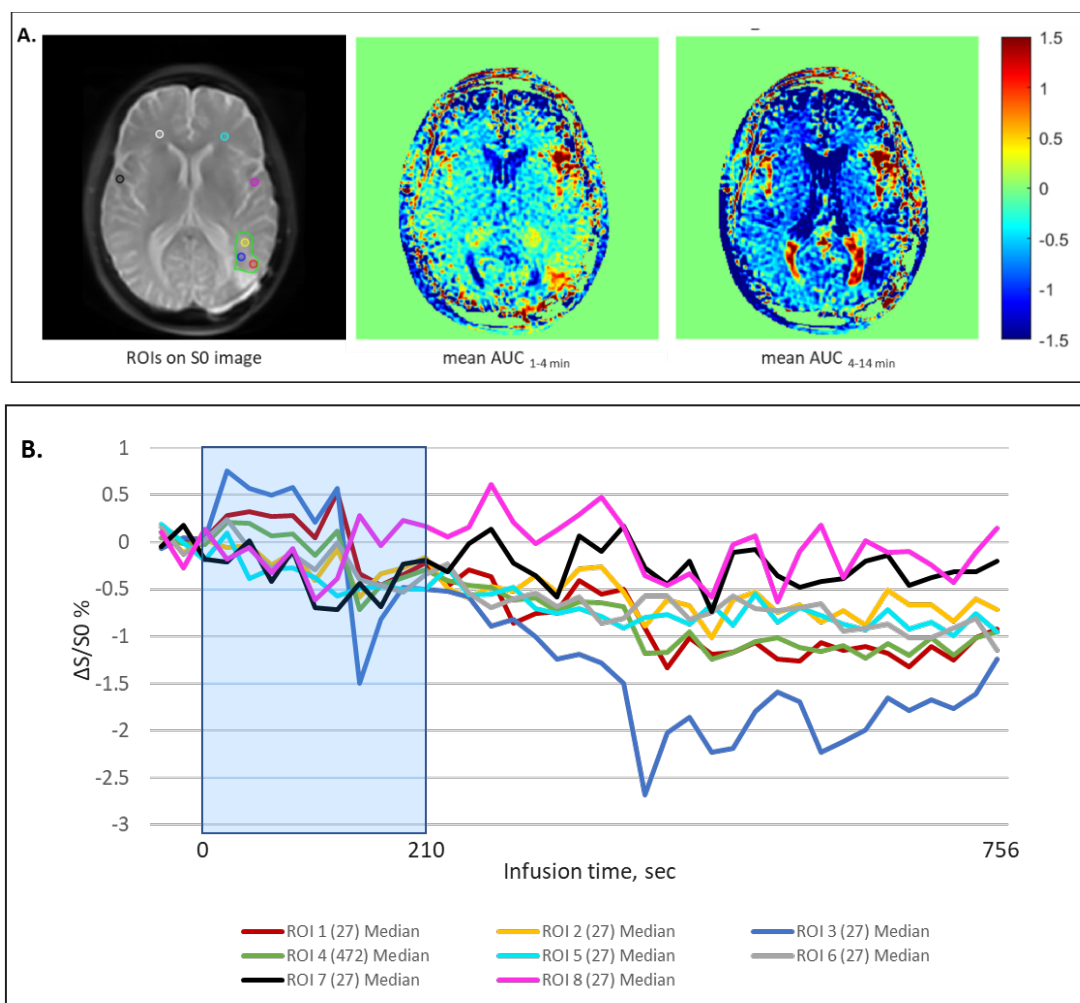 A.
1.5
1
0.5
0
-0.5
-1
-1.5
ROIs on S0 image
mean AUC 1-4 min
mean AUC 4-14 min
B.
1
0.5
0
-0.5
-1
-1.5
-2
-2.5
-3
ΔS/S0 %
0
210
756
Infusion time, sec
ROI 1 (27) Median
ROI 2 (27) Median
ROI 3 (27) Median
ROI 4 (472) Median
ROI 5 (27) Median
ROI 6 (27) Median
ROI 7 (27) Median
ROI 8 (27) Median